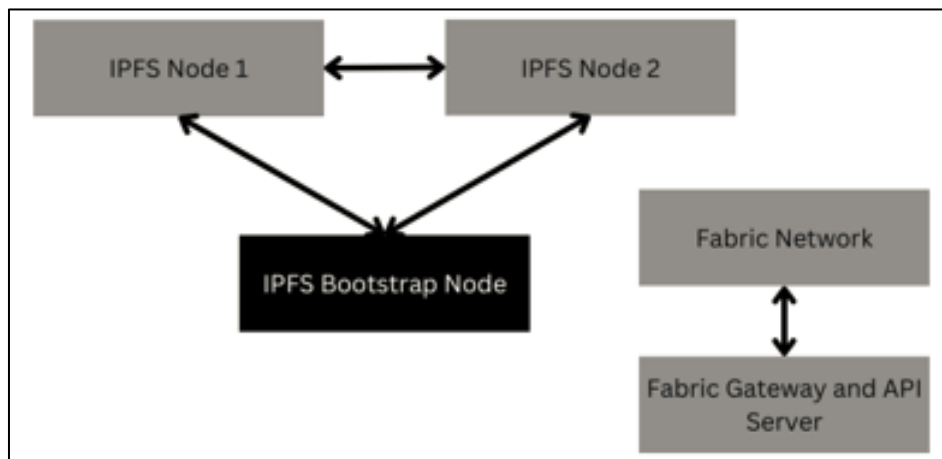 IPFS Node 1
IPFS Node 2
IPFS Bootstrap Node
Fabric Network
Fabric Gateway and API
Server